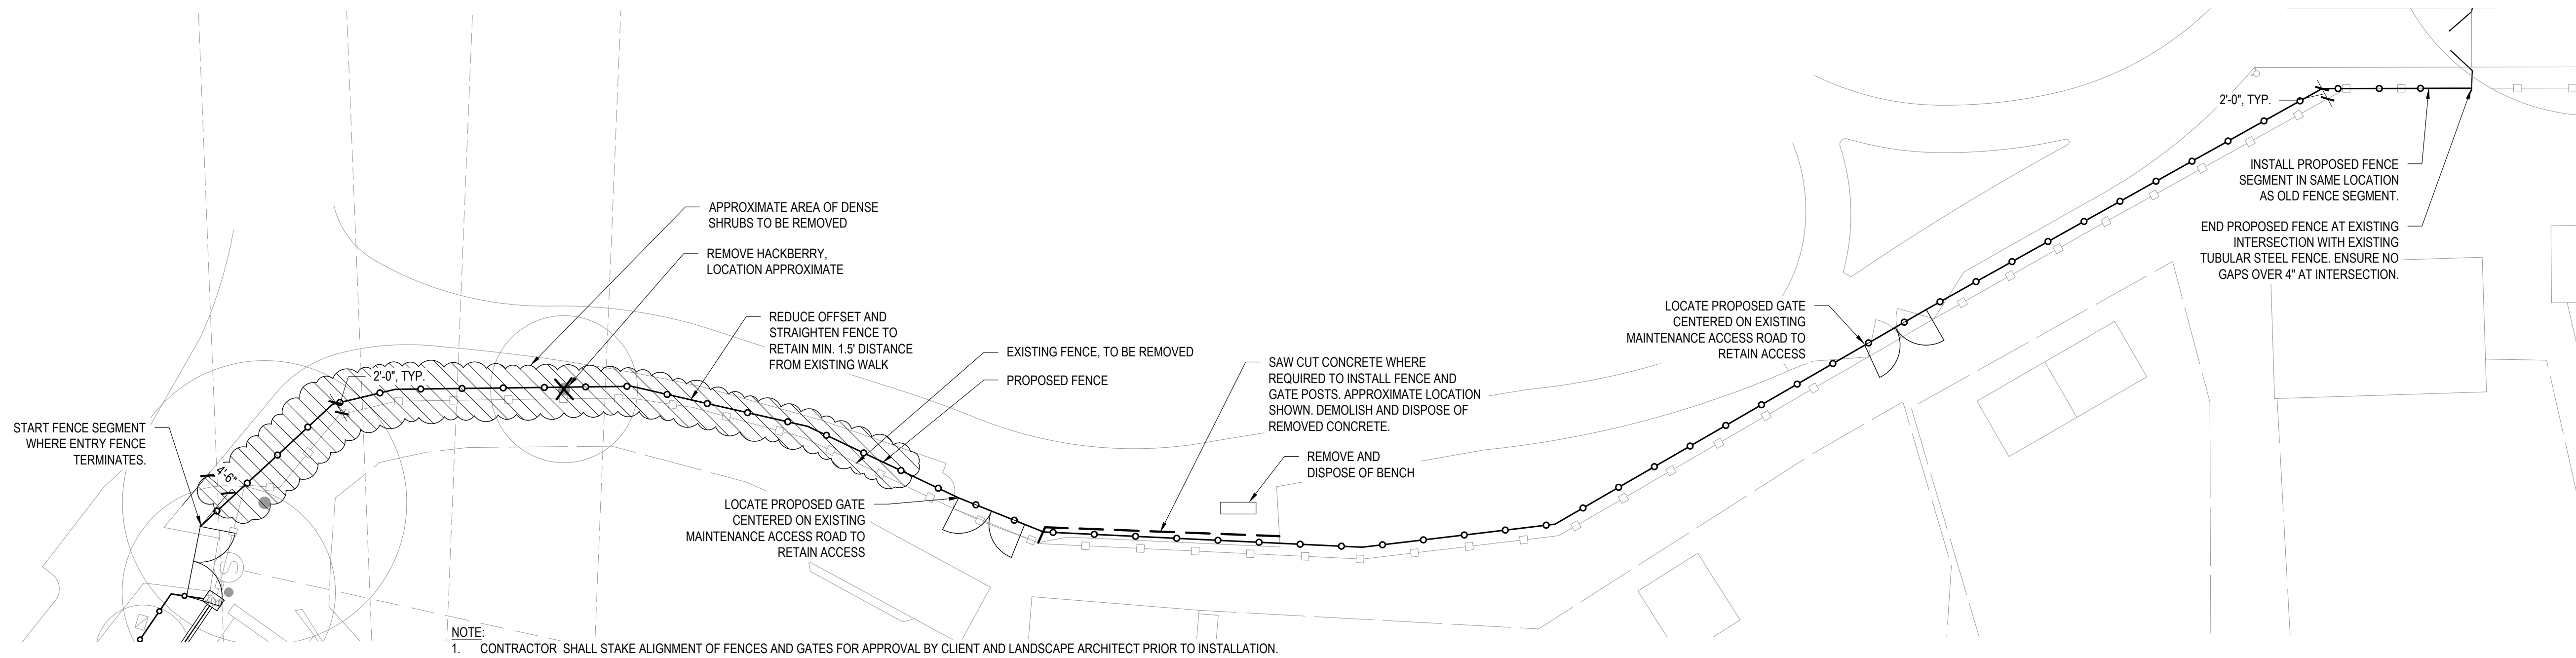 APPROXIMATE AREA OF DENSE
SHRUBS TO BE REMOVED
REMOVE HACKBERRY,
LOCATION APPROXIMATE
REDUCE OFFSET AND
STRAIGHTEN FENCE TO
RETAIN MIN. 1.5' DISTANCE
FROM EXISTING WALK
2'-0", TYP.
START FENCE SEGMENT
WHERE ENTRY FENCE
TERMINATES.
4'-6"
EXISTING FENCE, TO BE REMOVED
PROPOSED FENCE
SAW CUT CONCRETE WHERE
REQUIRED TO INSTALL FENCE AND
GATE POSTS. APPROXIMATE LOCATION
SHOWN. DEMOLISH AND DISPOSE OF
REMOVED CONCRETE.
REMOVE AND
DISPOSE OF BENCH
LOCATE PROPOSED GATE
CENTERED ON EXISTING
MAINTENANCE ACCESS ROAD TO
RETAIN ACCESS
S
LOCATE PROPOSED GATE
CENTERED ON EXISTING
MAINTENANCE ACCESS ROAD TO
RETAIN ACCESS
2'-0", TYP.
INSTALL PROPOSED FENCE
SEGMENT IN SAME LOCATION
AS OLD FENCE SEGMENT.
END PROPOSED FENCE AT EXISTING
INTERSECTION WITH EXISTING
TUBULAR STEEL FENCE. ENSURE NO
GAPS OVER 4" AT INTERSECTION.
NOTE:
1. CONTRACTOR SHALL STAKE ALIGNMENT OF FENCES AND GATES FOR APPROVAL BY CLIENT AND LANDSCAPE ARCHITECT PRIOR TO INSTALLATION.